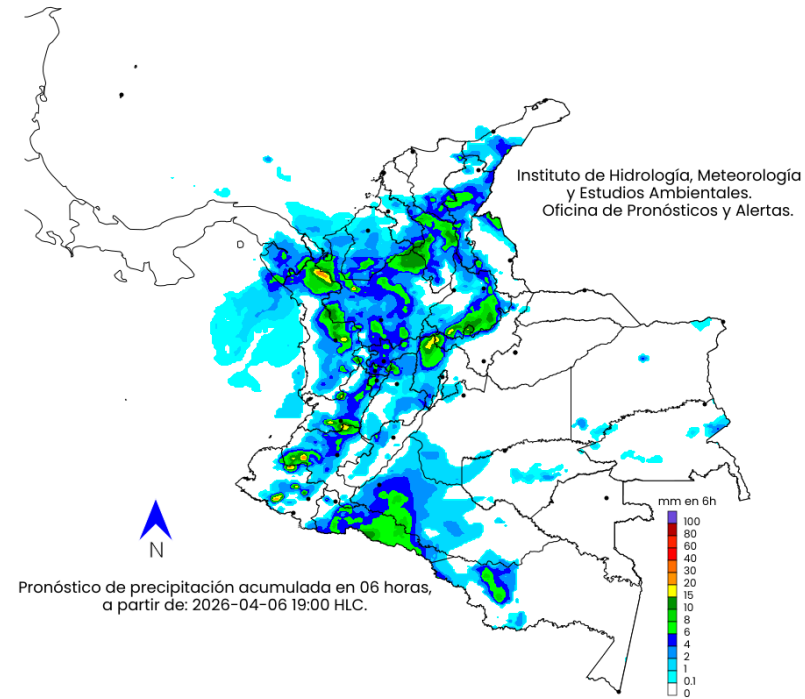 Instituto de Hidrología, Meteorología
y Estudios Ambientales.
Oficina de Pronósticos y Alertas.
mm en 6h
100
80
60
40
30
20
15
10
8
6
4
2
1
0.1
0
N
Pronóstico de precipitación acumulada en 06 horas,
a partir de: 2026-04-06 19:00 HLC.